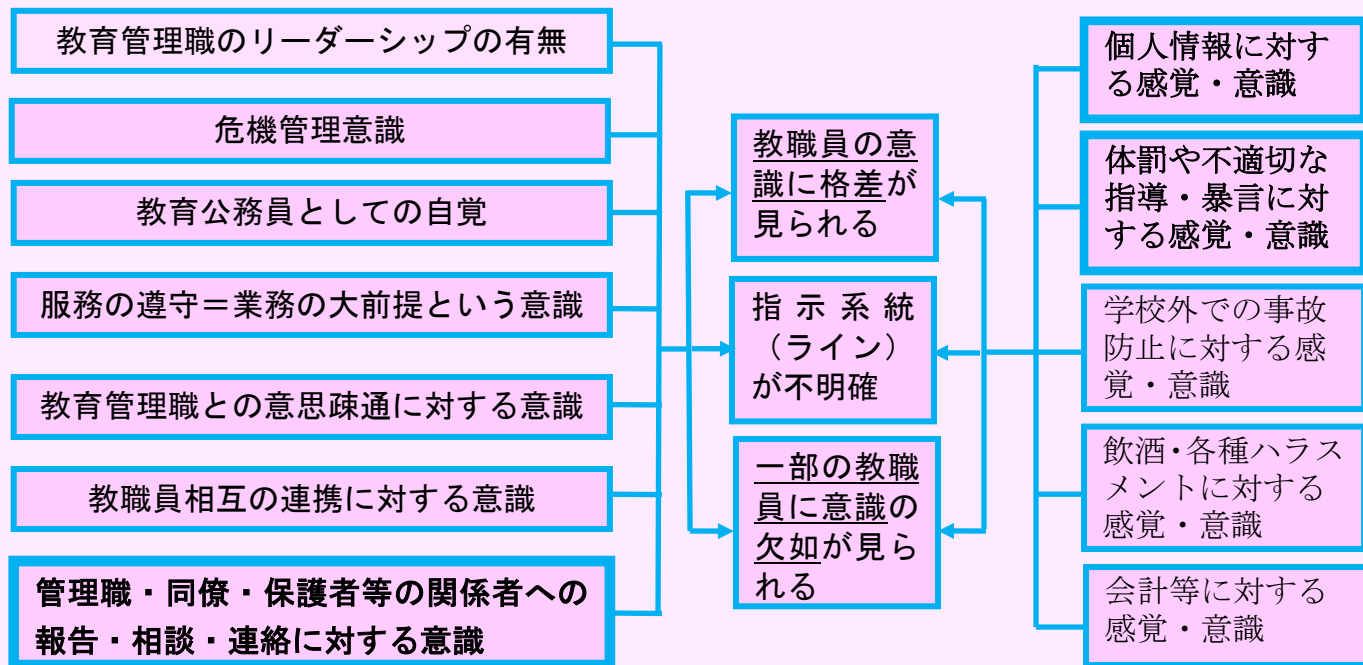 教育管理職のリーダーシップの有無
危機管理意識
教育公務員としての自覚
服務の遵守＝業務の大前提という意識
教育管理職との意思疎通に対する意識
教職員相互の連携に対する意識
管理職・同僚・保護者等の関係者への
報告・相談・連絡に対する意識
教職員の意
識に格差が
見られる
指示系統
（ライン）
が不明確
一部の教職
員に意識の
欠如が見ら
れる
個人情報に対す
る感覚・意識
体罰や不適切な
指導・暴言に対
する感覚・意識
学校外での事故
防止に対する感
覚・意識
飲酒・各種ハラス
メントに対する
感覚・意識
会計等に対する
感覚・意識